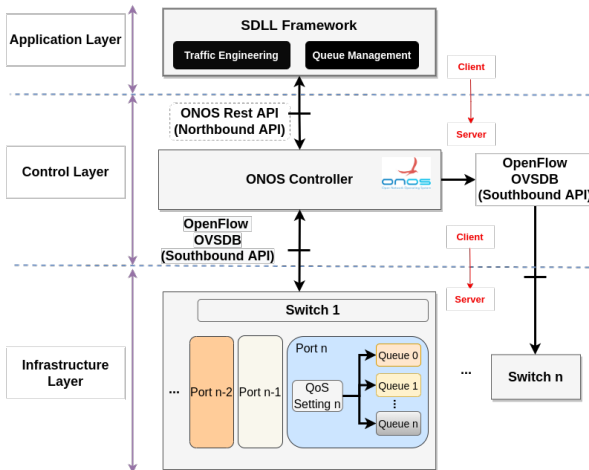 SDLL Framework
Application Layer
Traffic Engineering
Queue Management
Client
Server
ONOS Rest API
(Northbound API)
Control Layer
ONOS Controller
onos
OpenFlow
OVSDB
(Southbound API)
OpenFlow
OVSDB
(Southbound API)
Client
Server
Switch 1
Infrastructure
Layer
...
Port n-2
Port n-1
Port n
QoS
Setting n
Queue 0
Queue 1
...
Queue n
...
Switch n